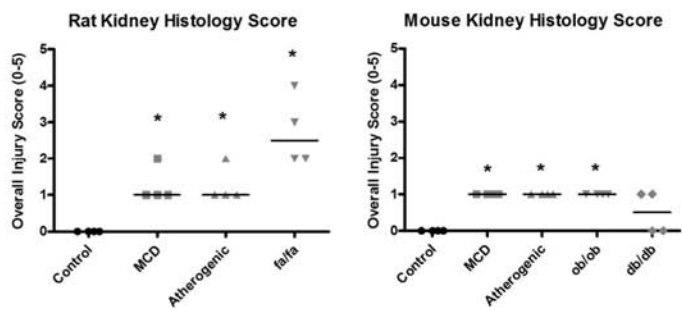 Rat Kidney Histology Score
Overall Injury Score (0-5)
5
4
3
2
1
0
*
*
*
Control
MCD
Atherogenic
fa/fa
Mouse Kidney Histology Score
Overall Injury Score (0-5)
5
4
3
2
1
0
*
*
*
Control
MCD
Atherogenic
ob/ob
db/db